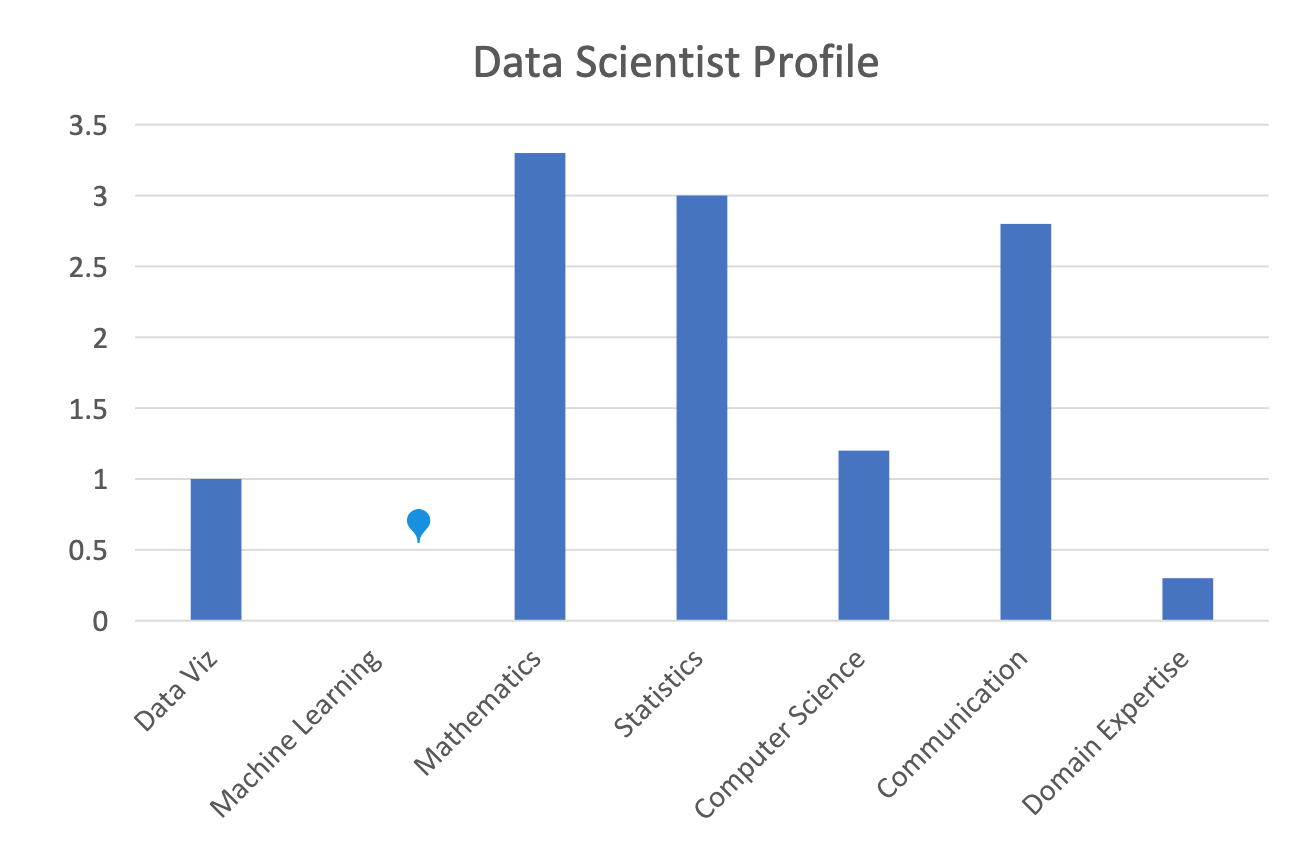 Data Scientist Profile
3.5
3
2.5
2
1.5
1
0.5
0
Data Viz
Machine Learning
Mathematics
Statistics
Computer Science
Communication
Domain Expertise